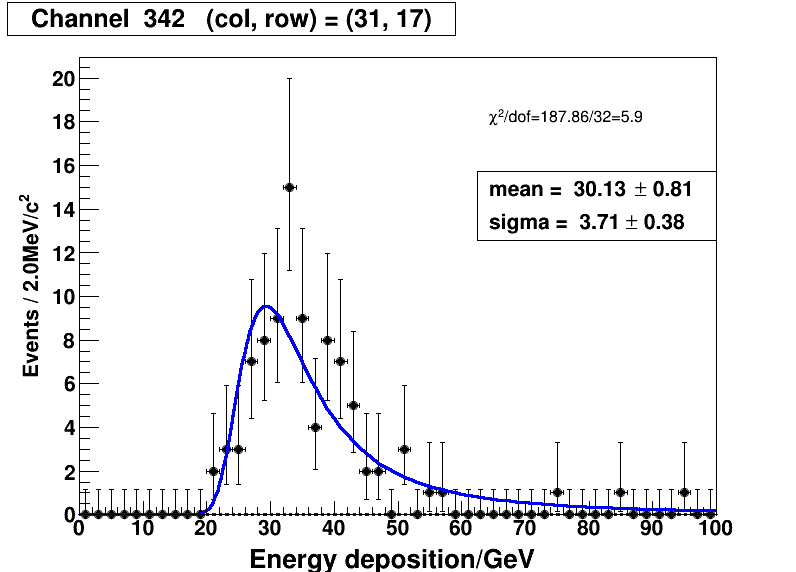 Channel 342 (col, row) = (31, 17)
χ²/dof=187.86/32=5.9
mean = 30.13 ± 0.81
sigma = 3.71 ± 0.38
Events / 2.0MeV/c²
20
18
16
14
12
10
8
6
4
2
0
0 10 20 30 40 50 60 70 80 90 100
Energy deposition/GeV